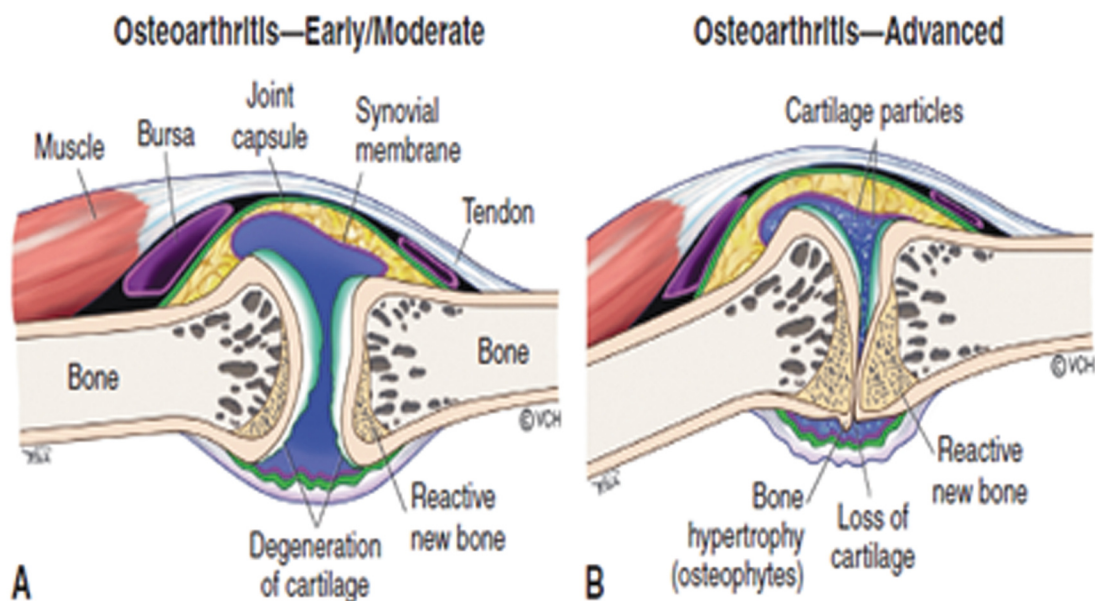 Osteoarthritis—Early/Moderate
Joint
capsule
Synovial
membrane
Bursa
Muscle
Tendon
Bone
Bone
©VCH
Reactive
new bone
Degeneration
of cartilage
A
Osteoarthritis—Advanced
Cartilage particles
©VCH
Reactive
new bone
Bone
hypertrophy
(osteophytes)
Loss of
cartilage
B